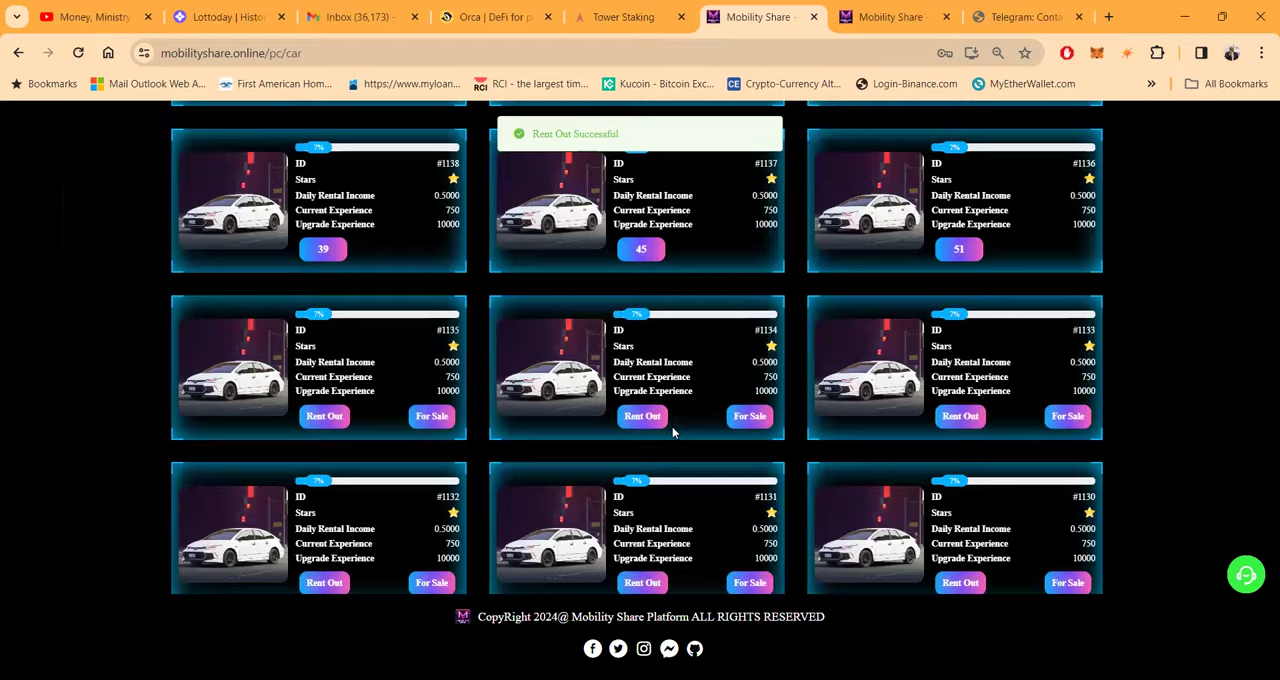 Money, Ministry
Lottoday | Histo
Inbox (36,173) -
Orca | DeFi for p
Tower Staking
Mobility Share -
Mobility Share -
Telegram: Conta
mobilityshare.online/pc/car
Bookmarks
Mail Outlook Web A...
First American Hom...
https://www.myloan...
RCI - the largest tim...
Kucoin - Bitcoin Exc...
Crypto-Currency Alt...
Login-Binance.com
MyEtherWallet.com
All Bookmarks
Rent Out Successful
7%
ID #1138
Stars
Daily Rental Income 0.5000
Current Experience 750
Upgrade Experience 10000
39
ID #1137
Stars
Daily Rental Income 0.5000
Current Experience 750
Upgrade Experience 10000
45
7%
ID #1136
Stars
Daily Rental Income 0.5000
Current Experience 750
Upgrade Experience 10000
51
7%
ID #1135
Stars
Daily Rental Income 0.5000
Current Experience 750
Upgrade Experience 10000
Rent Out For Sale
7%
ID #1134
Stars
Daily Rental Income 0.5000
Current Experience 750
Upgrade Experience 10000
Rent Out For Sale
7%
ID #1133
Stars
Daily Rental Income 0.5000
Current Experience 750
Upgrade Experience 10000
Rent Out For Sale
7%
ID #1132
Stars
Daily Rental Income 0.5000
Current Experience 750
Upgrade Experience 10000
Rent Out For Sale
7%
ID #1131
Stars
Daily Rental Income 0.5000
Current Experience 750
Upgrade Experience 10000
Rent Out For Sale
7%
ID #1130
Stars
Daily Rental Income 0.5000
Current Experience 750
Upgrade Experience 10000
Rent Out For Sale
CopyRight 2024@ Mobility Share Platform ALL RIGHTS RESERVED